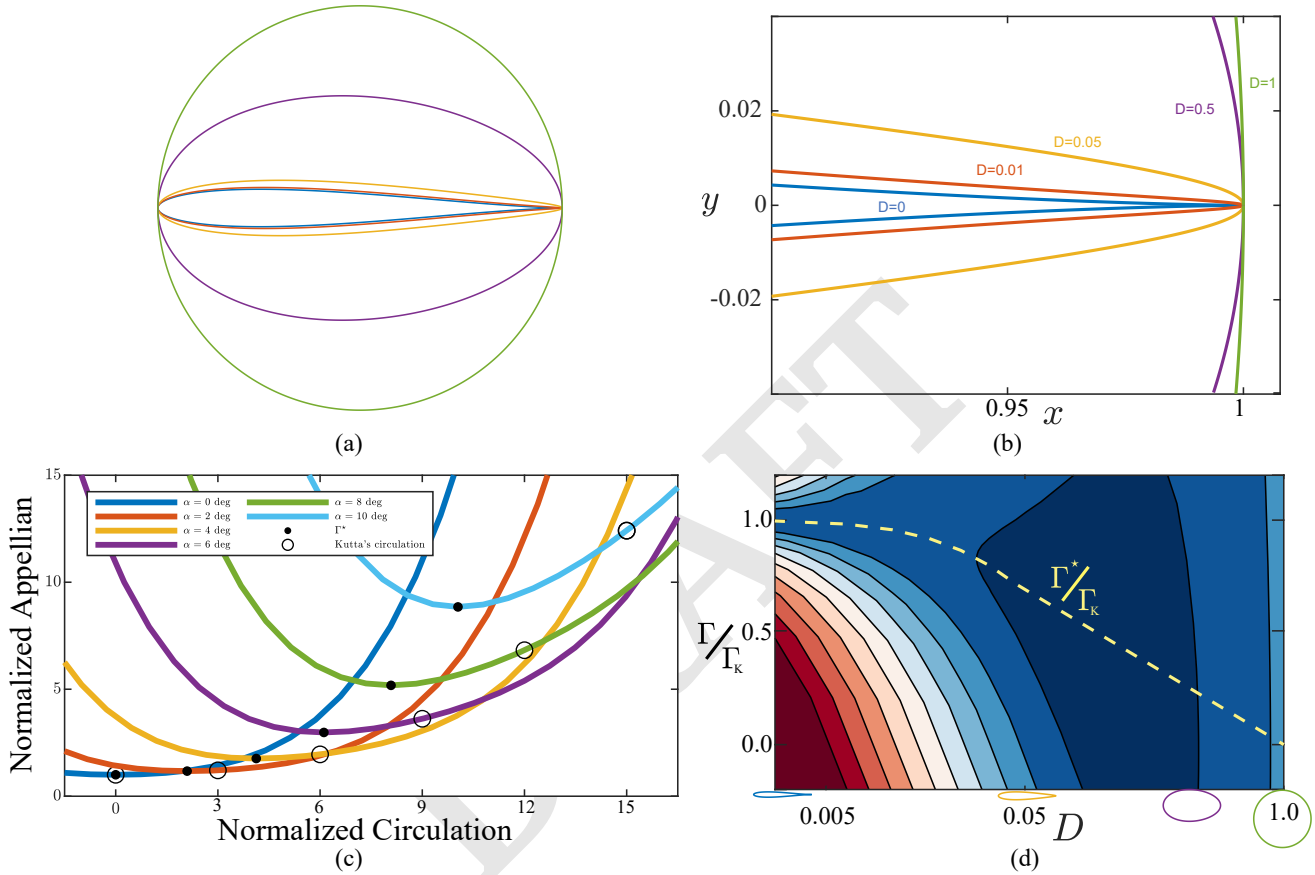 (a)
0.02
0
-0.02
y
D=0.05
D=0.01
D=0
D=0.5
D=1
0.95
x
1
(b)
Normalized Appellian
15
10
5
0
α = 0 deg
α = 2 deg
α = 4 deg
α = 6 deg
α = 8 deg
α = 10 deg
Γ*
Kutta's circulation
0
3
6
9
12
15
Normalized Circulation
(c)
1.0
0.5
0.0
Γ/Γ_K
Γ*/Γ_K
0.005
0.05
D
1.0
(d)
DRAFT